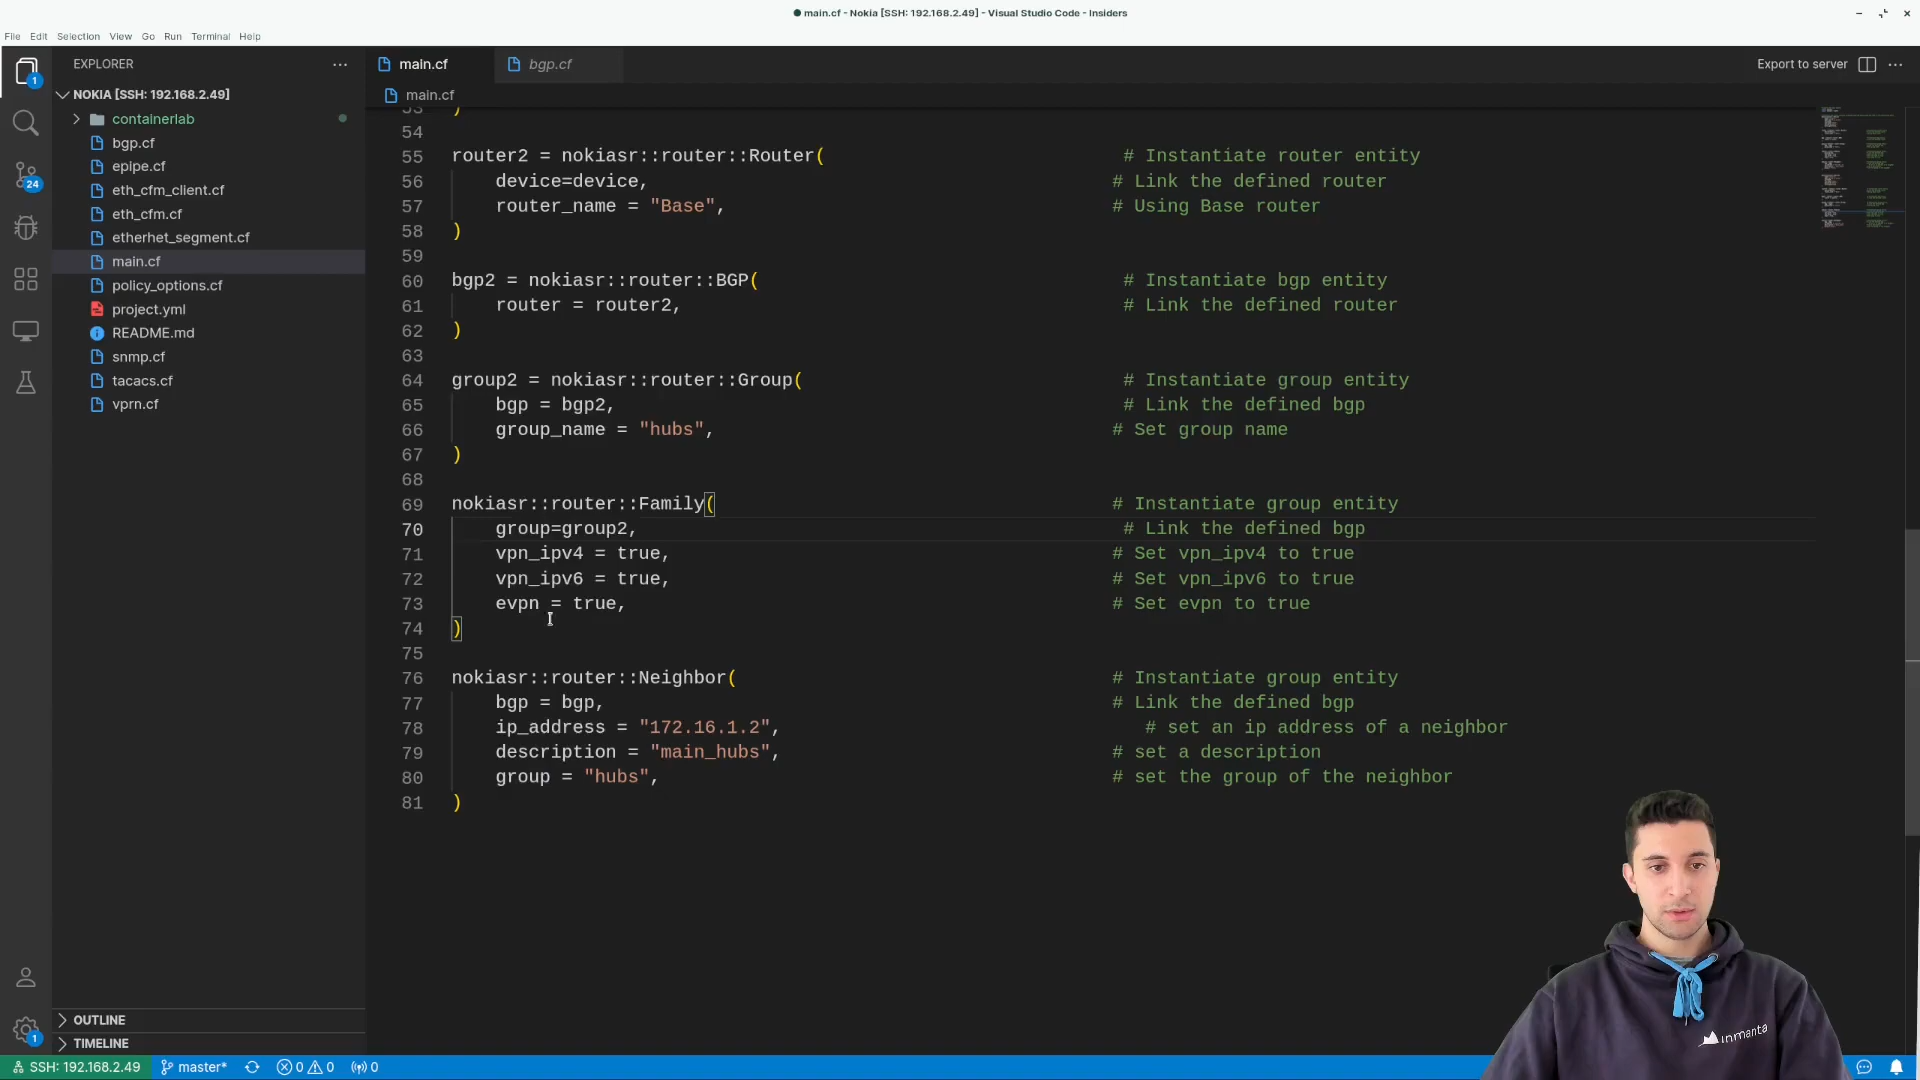 main.cf - Nokia [SSH: 192.168.2.49] - Visual Studio Code - Insiders
File Edit Selection View Go Run Terminal Help
EXPLORER
NOKIA [SSH: 192.168.2.49]
containerlab
bgp.cf
epipe.cf
eth_cfm_client.cf
eth_cfm.cf
etherhet_segment.cf
main.cf
policy_options.cf
project.yml
README.md
snmp.cf
tacacs.cf
vprn.cf
OUTLINE
TIMELINE
1
24
1
main.cf bgp.cf Export to server
main.cf
53 )
54
55 router2 = nokiasr::router::Router( # Instantiate router entity
56 device=device, # Link the defined router
57 router_name = "Base", # Using Base router
58 )
59
60 bgp2 = nokiasr::router::BGP( # Instantiate bgp entity
61 router = router2, # Link the defined router
62 )
63
64 group2 = nokiasr::router::Group( # Instantiate group entity
65 bgp = bgp2, # Link the defined bgp
66 group_name = "hubs", # Set group name
67 )
68
69 nokiasr::router::Family( # Instantiate group entity
70 group=group2, # Link the defined bgp
71 vpn_ipv4 = true, # Set vpn_ipv4 to true
72 vpn_ipv6 = true, # Set vpn_ipv6 to true
73 evpn = true, # Set evpn to true
74 )
75
76 nokiasr::router::Neighbor( # Instantiate group entity
77 bgp = bgp, # Link the defined bgp
78 ip_address = "172.16.1.2", # set an ip address of a neighbor
79 description = "main_hubs", # set a description
80 group = "hubs", # set the group of the neighbor
81 )
inmanta
SSH: 192.168.2.49 master* 0 0 0